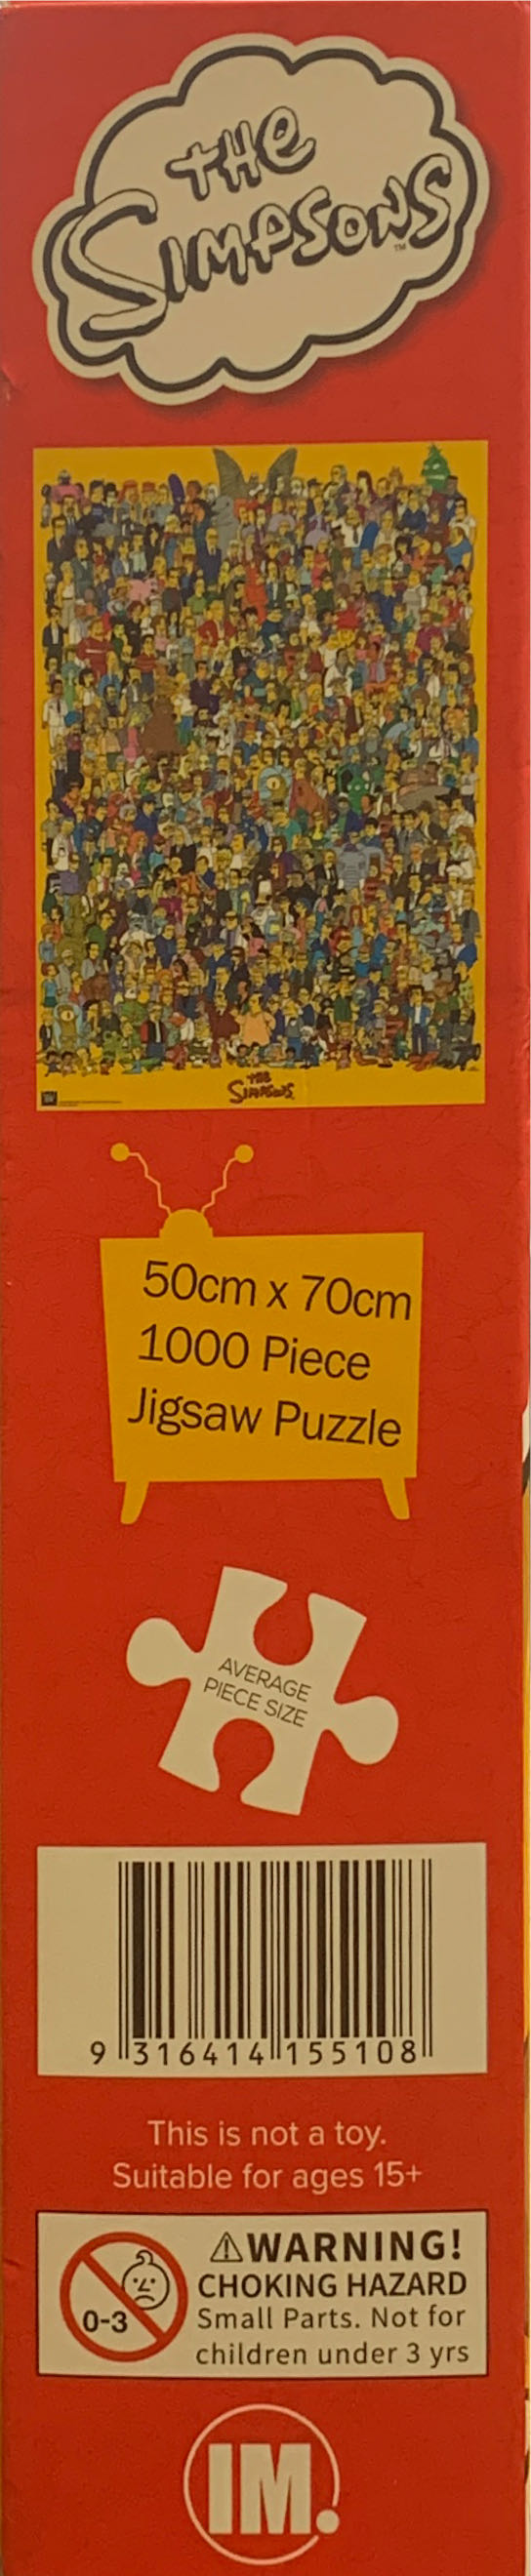 THE
SIMPSONS™
THE
SIMPSONS
50cm x 70cm
1000 Piece
Jigsaw Puzzle
AVERAGE
PIECE SIZE
9 316414 155108
This is not a toy.
Suitable for ages 15+
⚠WARNING!
CHOKING HAZARD
0-3
Small Parts. Not for
children under 3 yrs
IM.